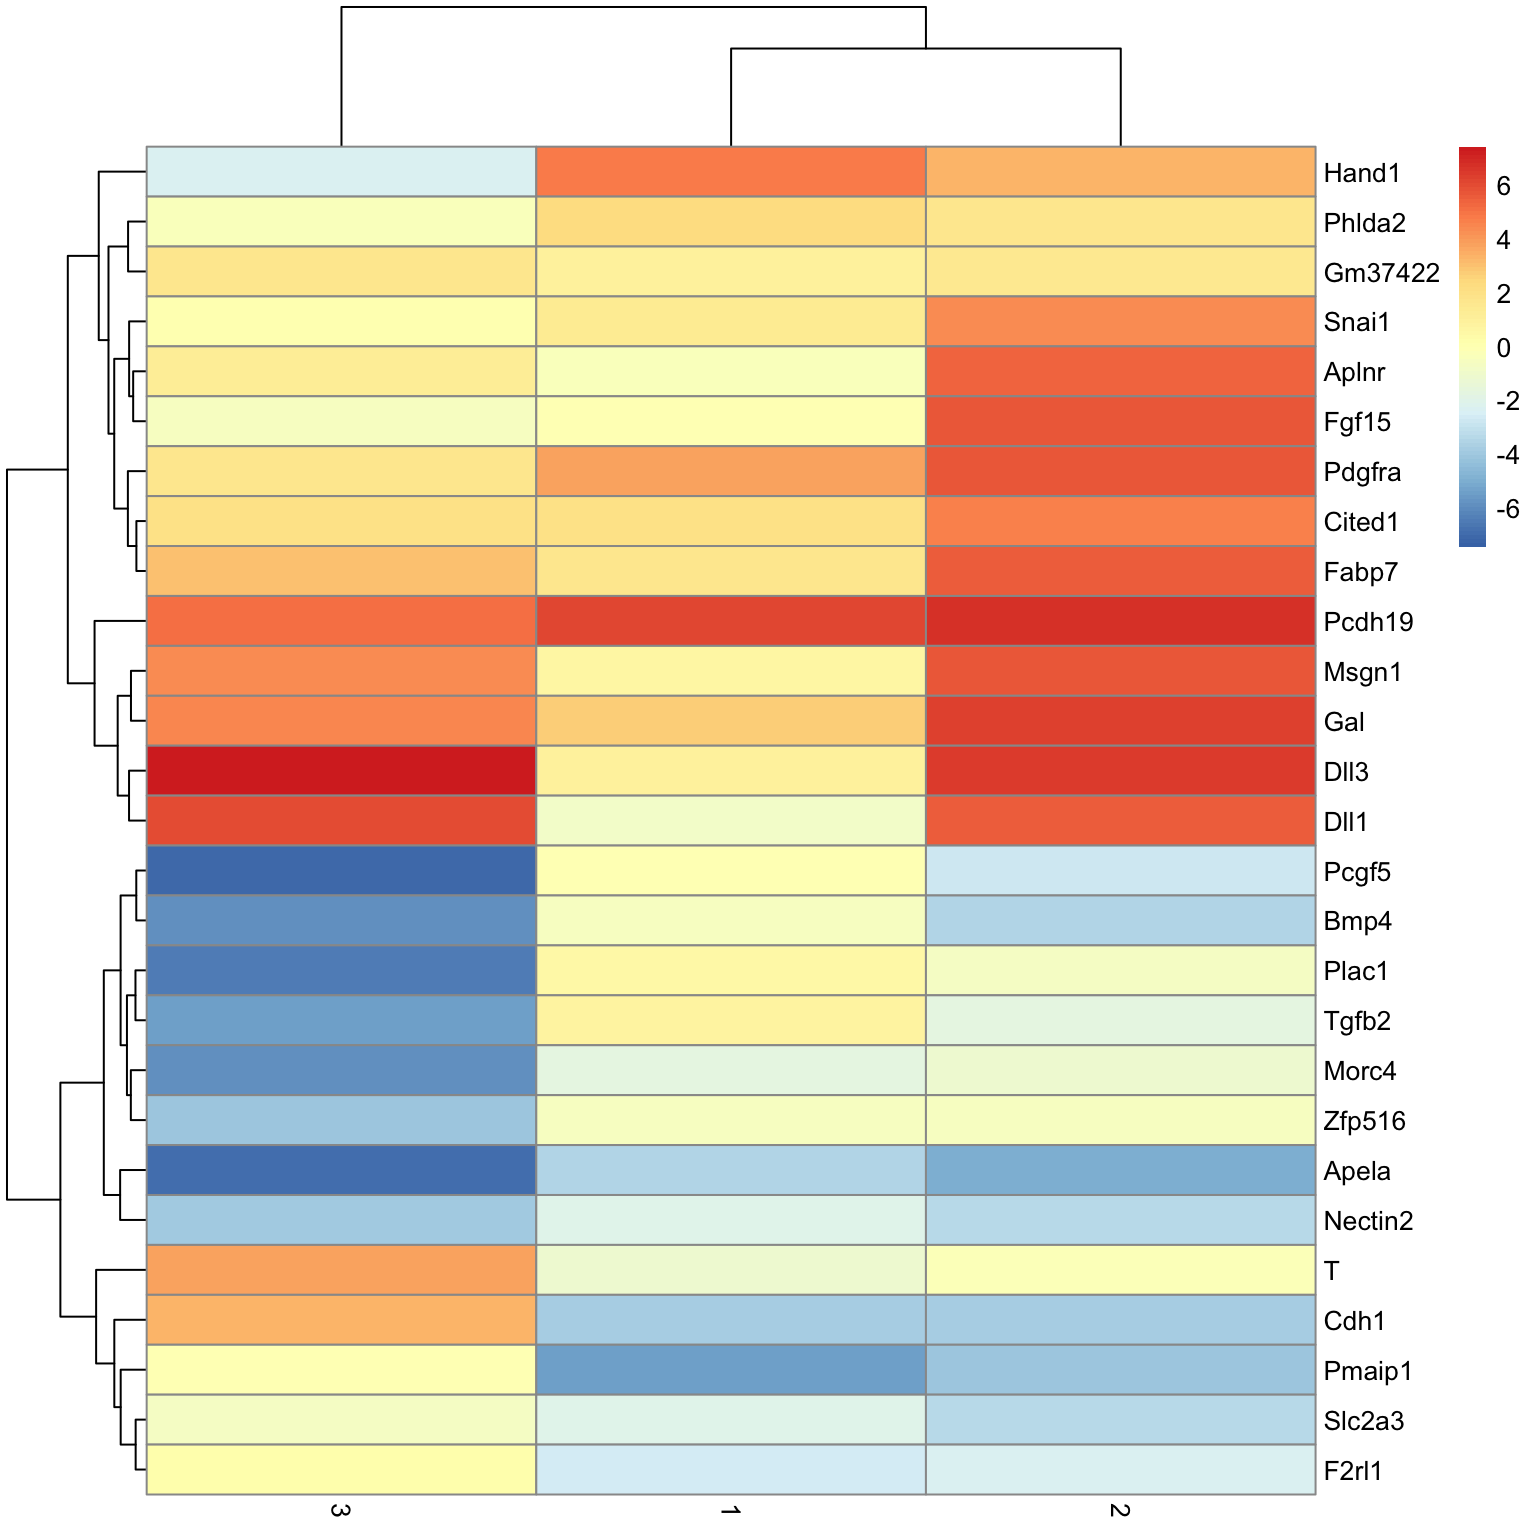 Hand1
Phlda2
Gm37422
Snai1
Aplnr
Fgf15
Pdgfra
Cited1
Fabp7
Pcdh19
Msgn1
Gal
Dll3
Dll1
Pcgf5
Bmp4
Plac1
Tgfb2
Morc4
Zfp516
Apela
Nectin2
T
Cdh1
Pmaip1
Slc2a3
F2rl1
3 1 2
6
4
2
0
-2
-4
-6